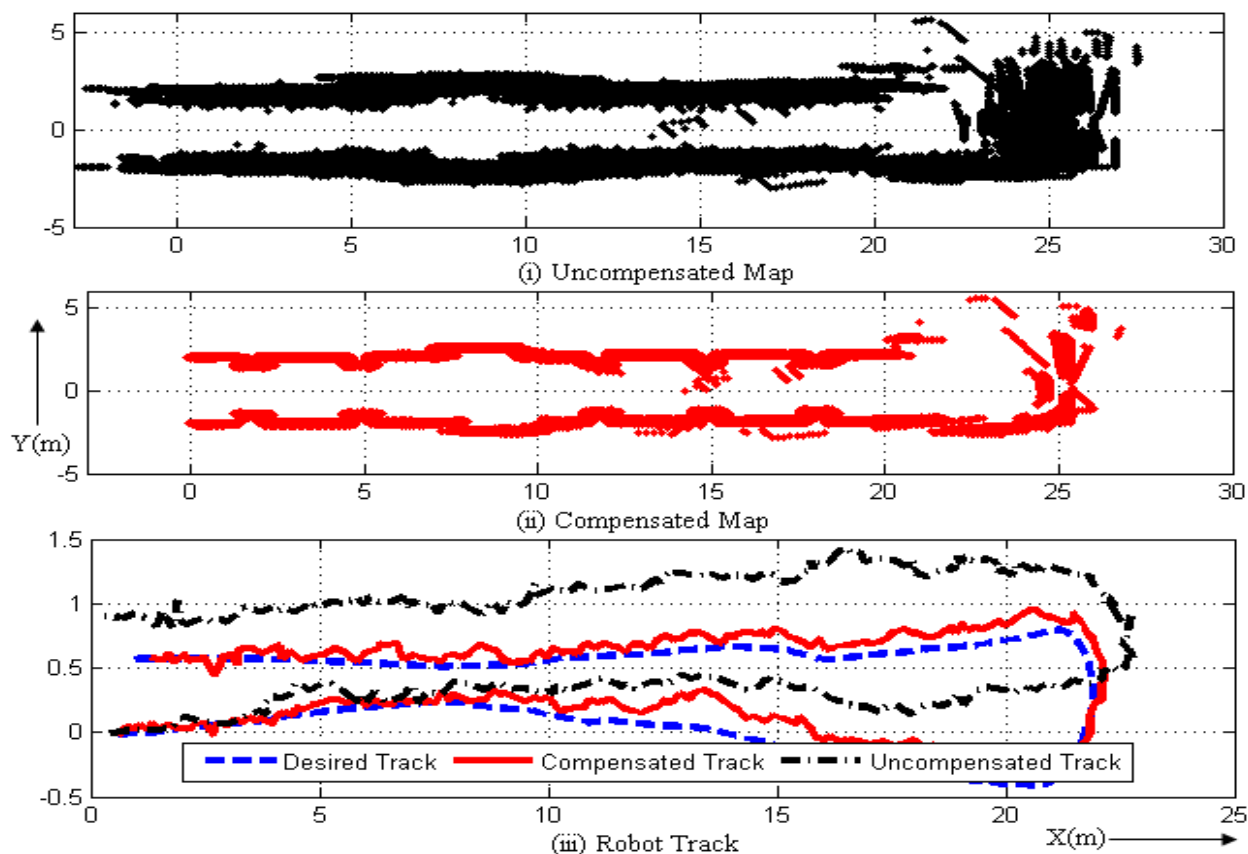 5
0
-5
0 5 10 15 20 25 30
(i) Uncompensated Map
5
0
-5
Y(m)
0 5 10 15 20 25 30
(ii) Compensated Map
1.5
1
0.5
0
-0.5
Desired Track Compensated Track Uncompensated Track
0 5 10 15 20 25
(iii) Robot Track
X(m)